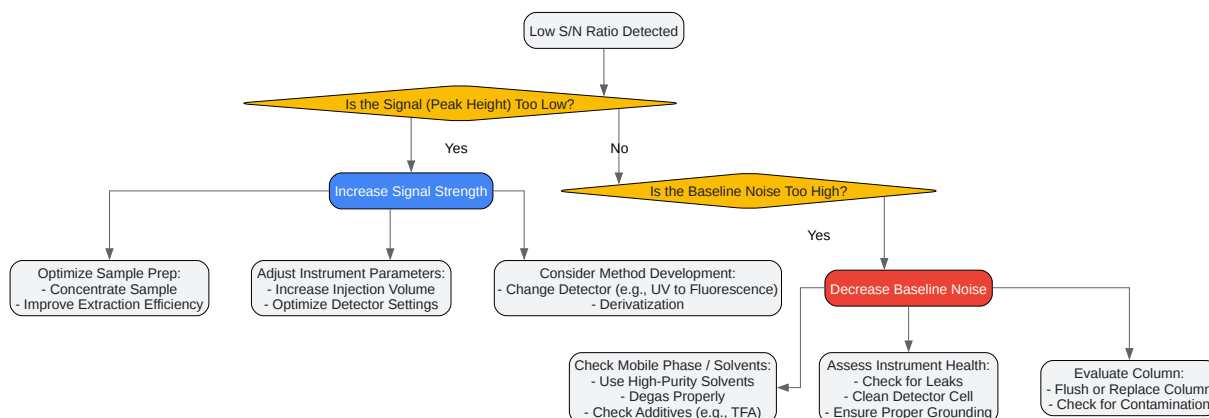 Low S/N Ratio Detected
Is the Signal (Peak Height) Too Low?
Yes
No
Increase Signal Strength
Is the Baseline Noise Too High?
Yes
Optimize Sample Prep:
- Concentrate Sample
- Improve Extraction Efficiency
Adjust Instrument Parameters:
- Increase Injection Volume
- Optimize Detector Settings
Consider Method Development:
- Change Detector (e.g., UV to Fluorescence)
- Derivatization
Decrease Baseline Noise
Check Mobile Phase / Solvents:
- Use High-Purity Solvents
- Degas Properly
- Check Additives (e.g., TFA)
Assess Instrument Health:
- Check for Leaks
- Clean Detector Cell
- Ensure Proper Grounding
Evaluate Column:
- Flush or Replace Column
- Check for Contamination